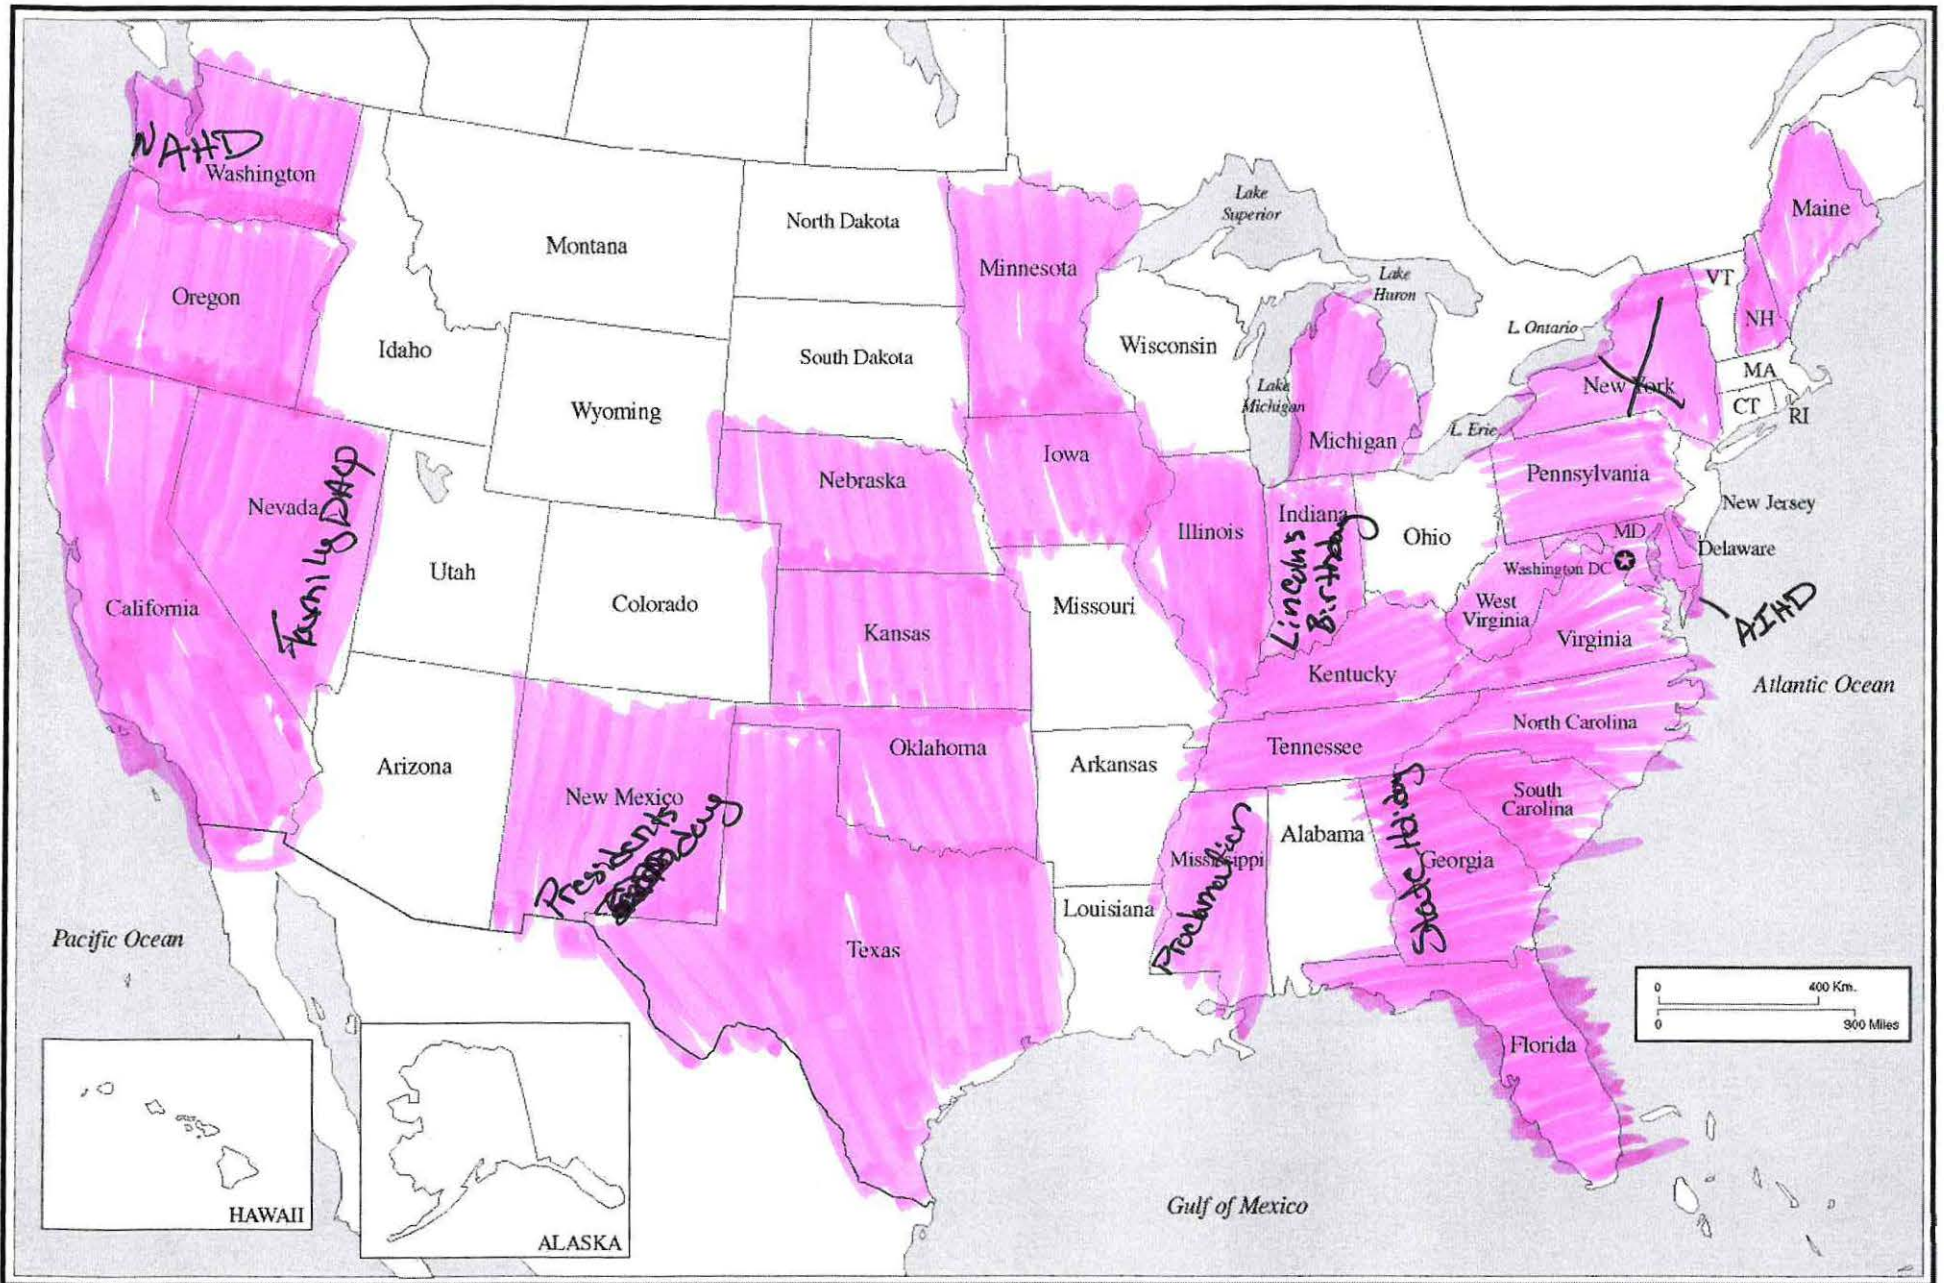 NAHD
Washington
Oregon
California
Nevada
Family Day
Idaho
Montana
Wyoming
Utah
Colorado
Arizona
New Mexico
Presidents
day
North Dakota
South Dakota
Nebraska
Kansas
Oklahoma
Texas
Minnesota
Iowa
Missouri
Arkansas
Louisiana
Wisconsin
Illinois
Lake
Superior
Lake
Michigan
Lake
Huron
Michigan
Indiana
Lincoln's
Birthday
Ohio
Kentucky
Tennessee
Mississippi
Proclamation
Alabama
Georgia
State Holiday
Florida
South
Carolina
North Carolina
Virginia
West
Virginia
Washington DC
MD
Delaware
AIHD
New Jersey
Pennsylvania
New York
L. Ontario
L. Erie
VT
NH
Maine
MA
CT
RI
Atlantic Ocean
Pacific Ocean
Gulf of Mexico
HAWAII
ALASKA
0 400 Km.
0 300 Miles